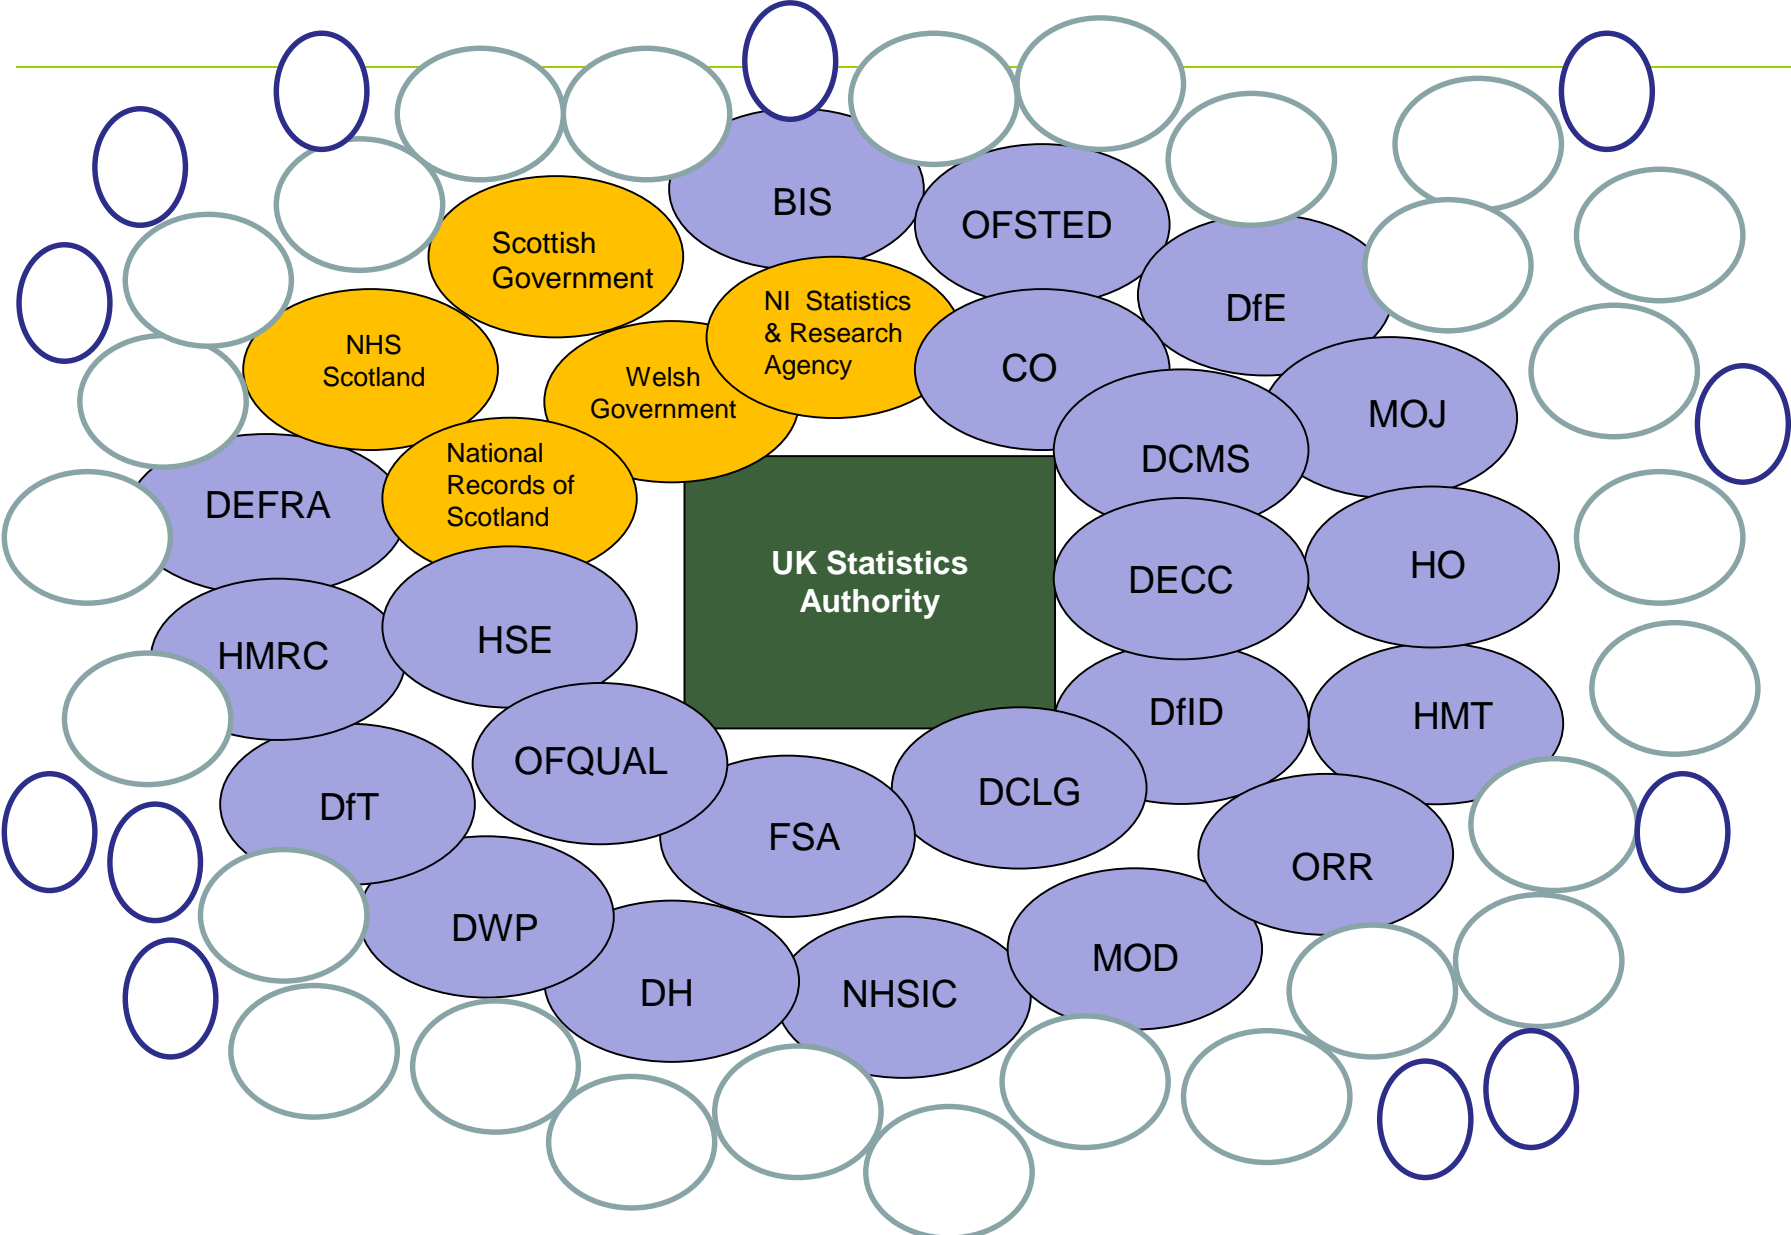 BIS
OFSTED
Scottish
Government
NI Statistics
& Research
Agency
DfE
NHS
Scotland
Welsh
Government
CO
MOJ
DCMS
National
Records of
Scotland
DEFRA
UK Statistics
Authority
DECC
HO
HSE
HMRC
DfID
HMT
OFQUAL
DCLG
DfT
FSA
ORR
DWP
MOD
DH
NHSIC